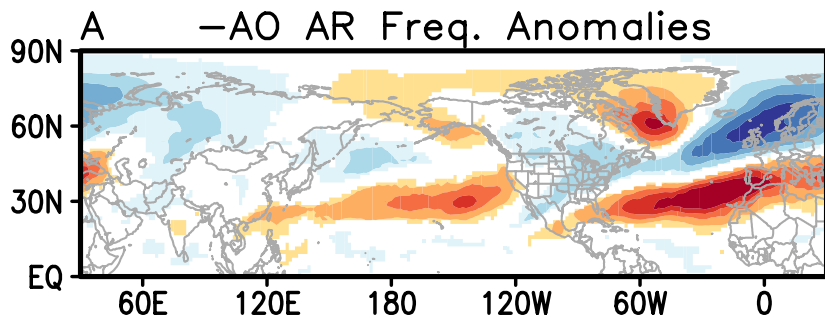 A −AO AR Freq. Anomalies
90N
60N
30N
EQ
60E 120E 180 120W 60W 0